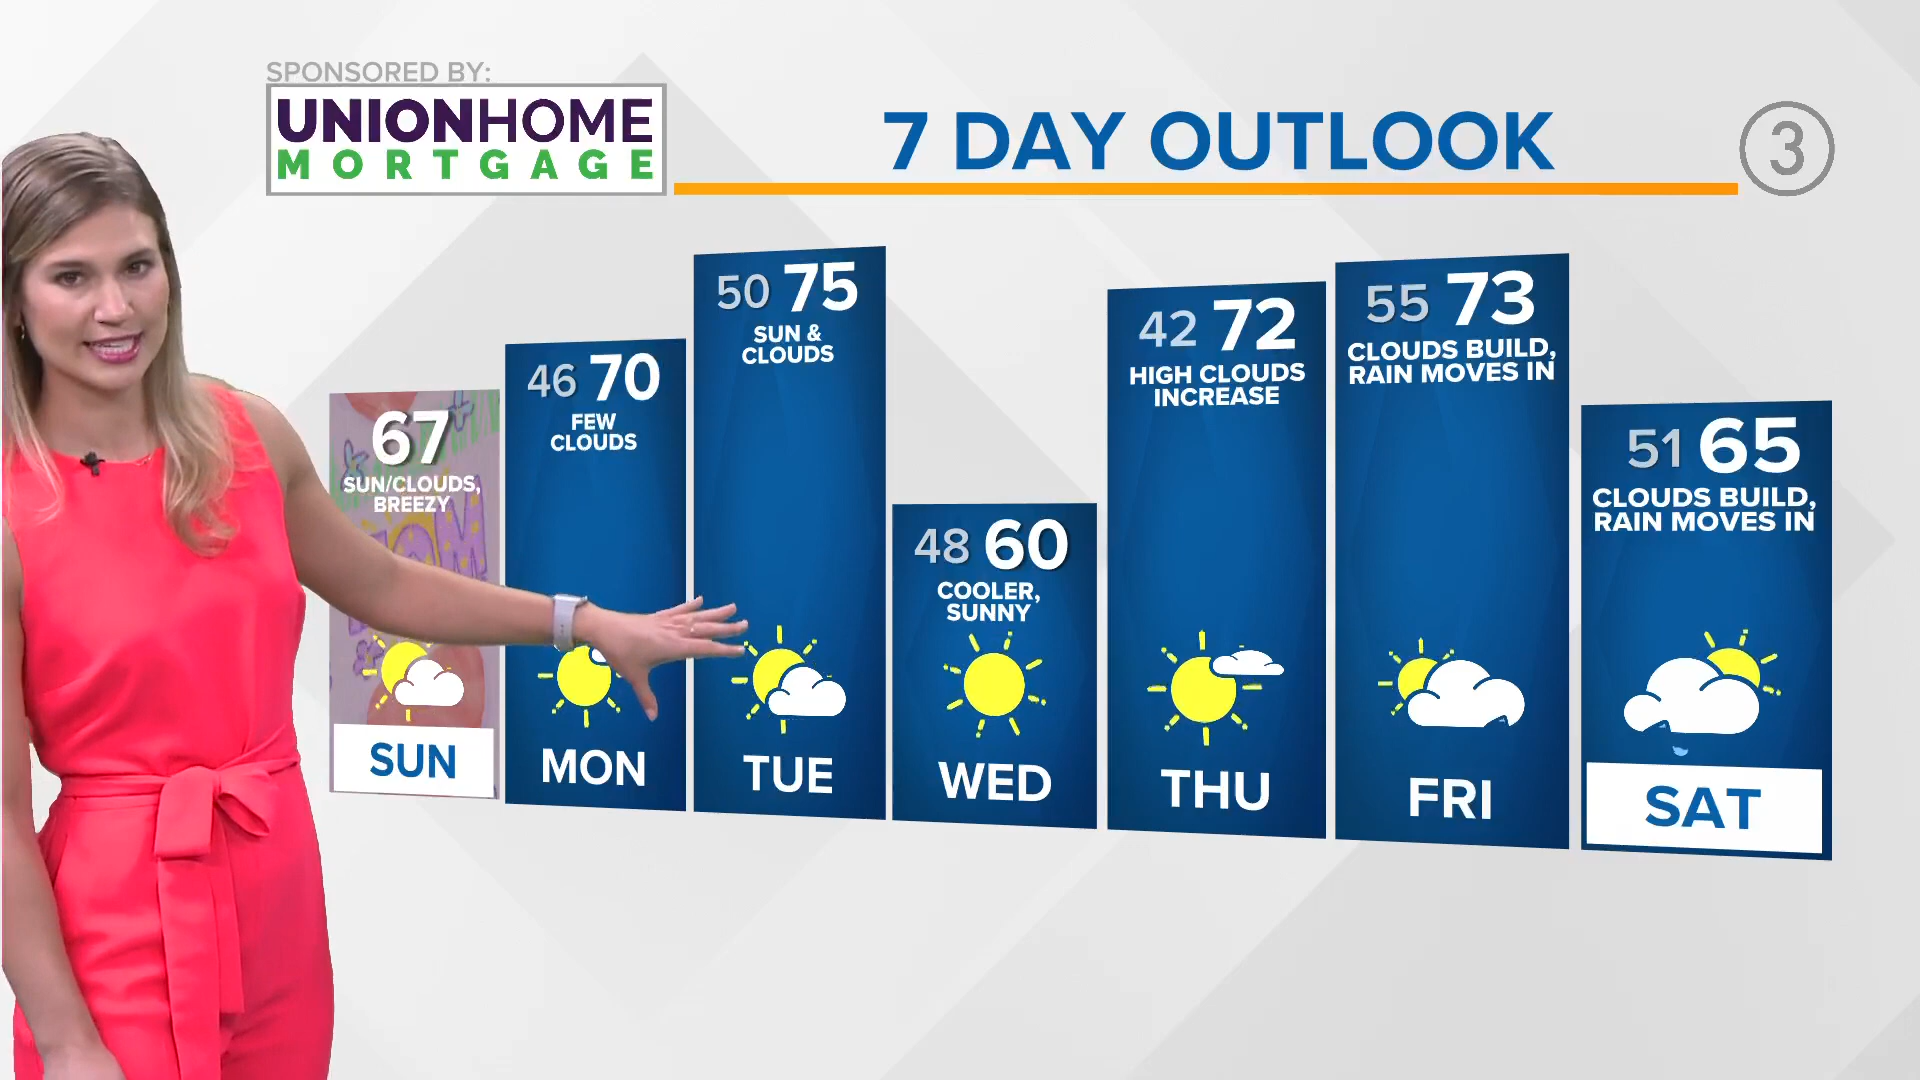 SPONSORED BY:
UNIONHOME
MORTGAGE
7 DAY OUTLOOK
3
67
SUN/CLOUDS,
BREEZY
SUN
46 70
FEW
CLOUDS
MON
50 75
SUN &
CLOUDS
TUE
48 60
COOLER,
SUNNY
WED
42 72
HIGH CLOUDS
INCREASE
THU
55 73
CLOUDS BUILD,
RAIN MOVES IN
FRI
51 65
CLOUDS BUILD,
RAIN MOVES IN
SAT